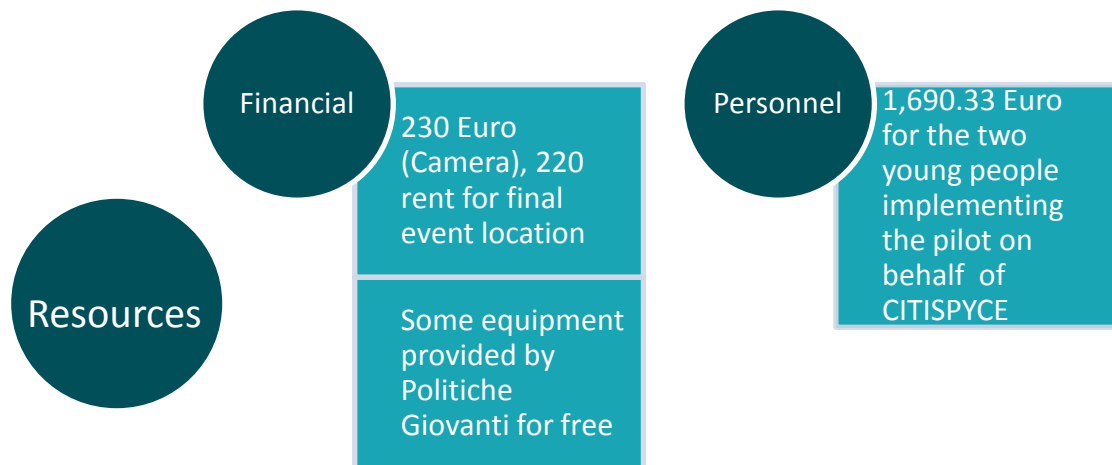 Resources
Financial
230 Euro
(Camera), 220
rent for final
event location
Some equipment
provided by
Politiche
Giovanti for free
Personnel
1,690.33 Euro
for the two
young people
implementing
the pilot on
behalf of
CITISPYCE